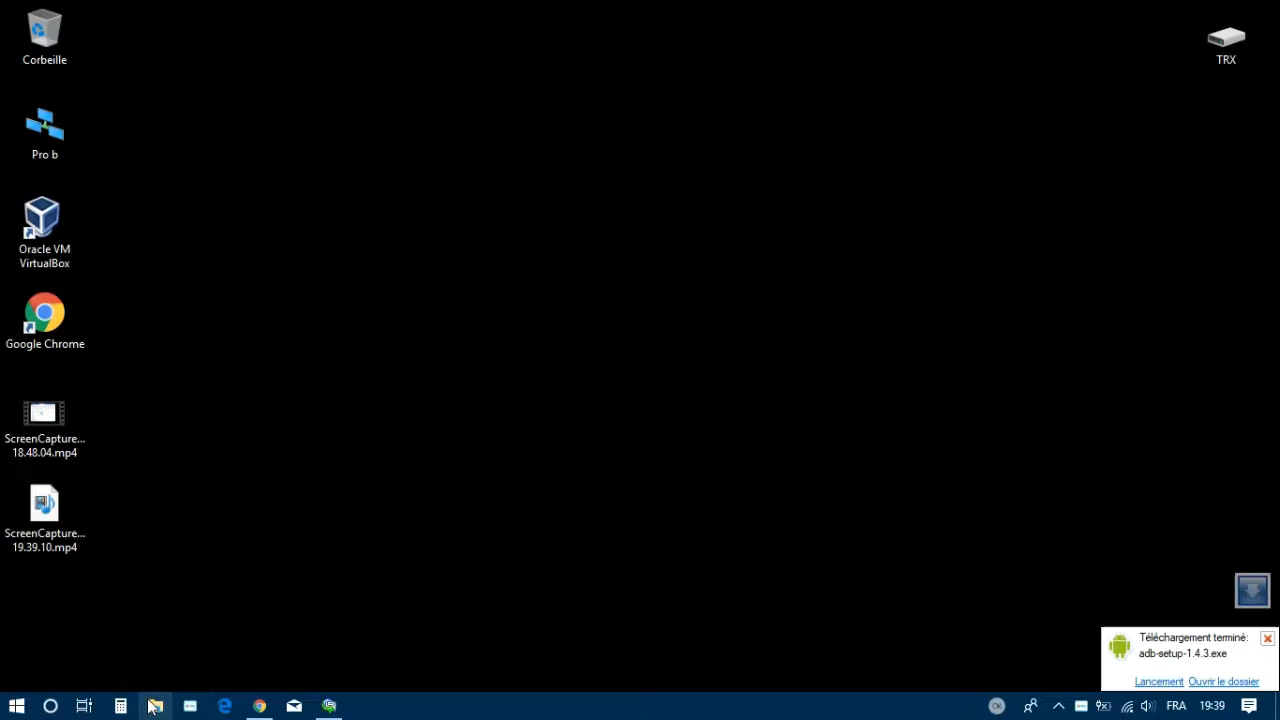 Corbeille
TRX
Pro b
Oracle VM
VirtualBox
Google Chrome
ScreenCapture...
18.48.04.mp4
ScreenCapture...
19.39.10.mp4
Téléchargement terminé:
adb-setup-1.4.3.exe
Lancement Ouvrir le dossier
OK
FRA
19:39